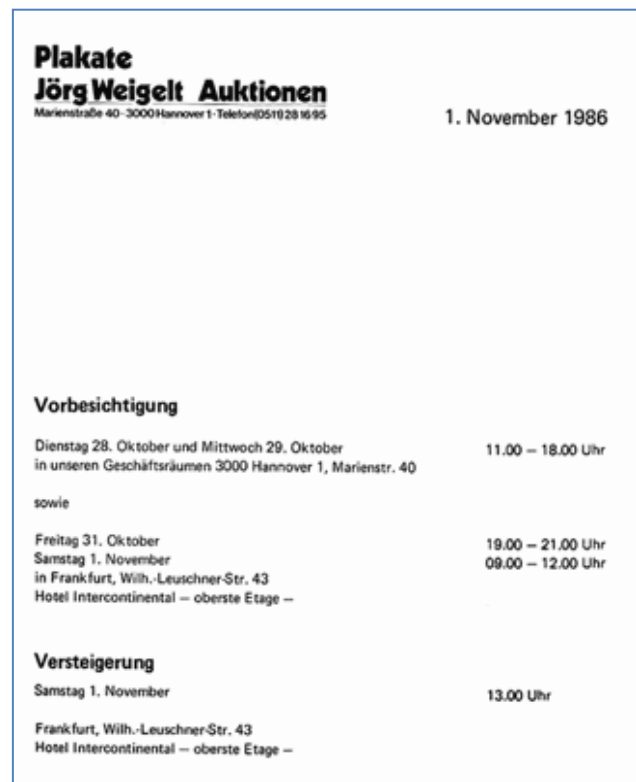 Plakate
Jörg Weigelt Auktionen
Marienstraße 40-3000 Hannover 1-Telefon(0511)281695
1. November 1986
Vorbesichtigung
Dienstag 28. Oktober und Mittwoch 29. Oktober 11.00 – 18.00 Uhr
in unseren Geschäftsräumen 3000 Hannover 1, Marienstr. 40
sowie
Freitag 31. Oktober 19.00 – 21.00 Uhr
Samstag 1. November 09.00 – 12.00 Uhr
in Frankfurt, Wilh.-Leuschner-Str. 43
Hotel Intercontinental – oberste Etage –
Versteigerung
Samstag 1. November 13.00 Uhr
Frankfurt, Wilh.-Leuschner-Str. 43
Hotel Intercontinental – oberste Etage –